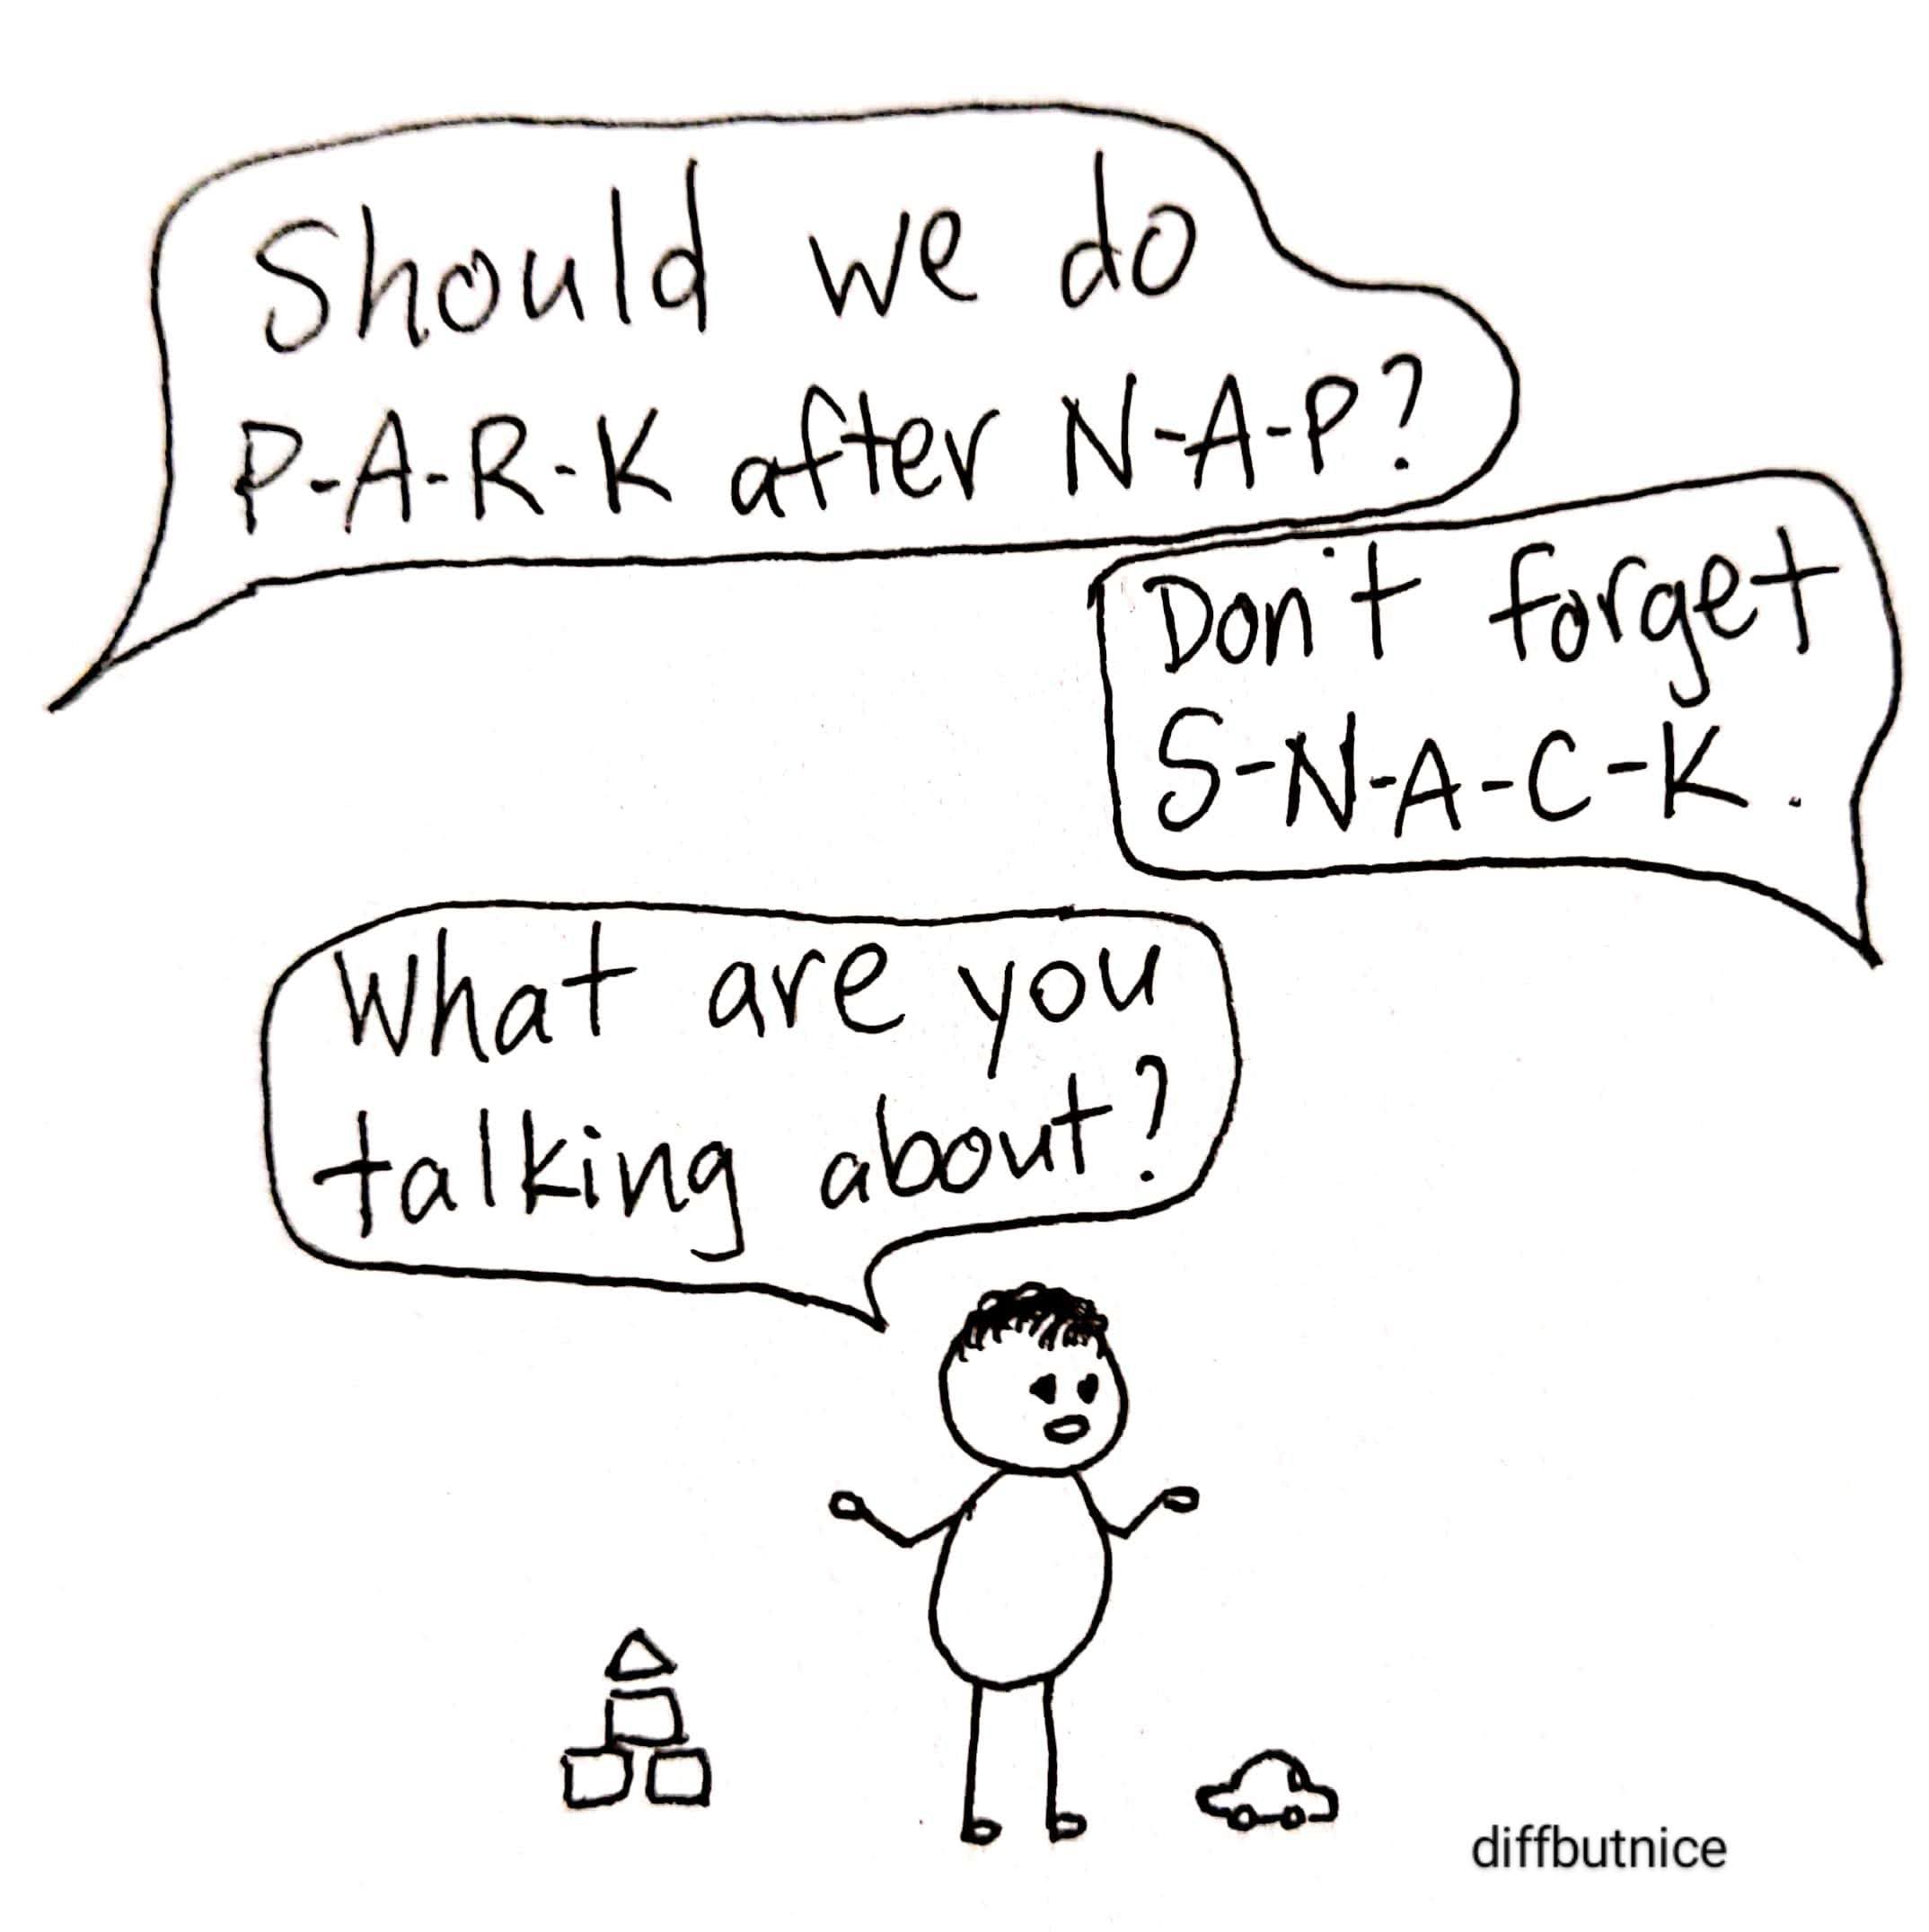 Should we do
P-A-R-K after N-A-P?
Don't forget
S-N-A-C-K.
What are you
talking about?
diffbutnice